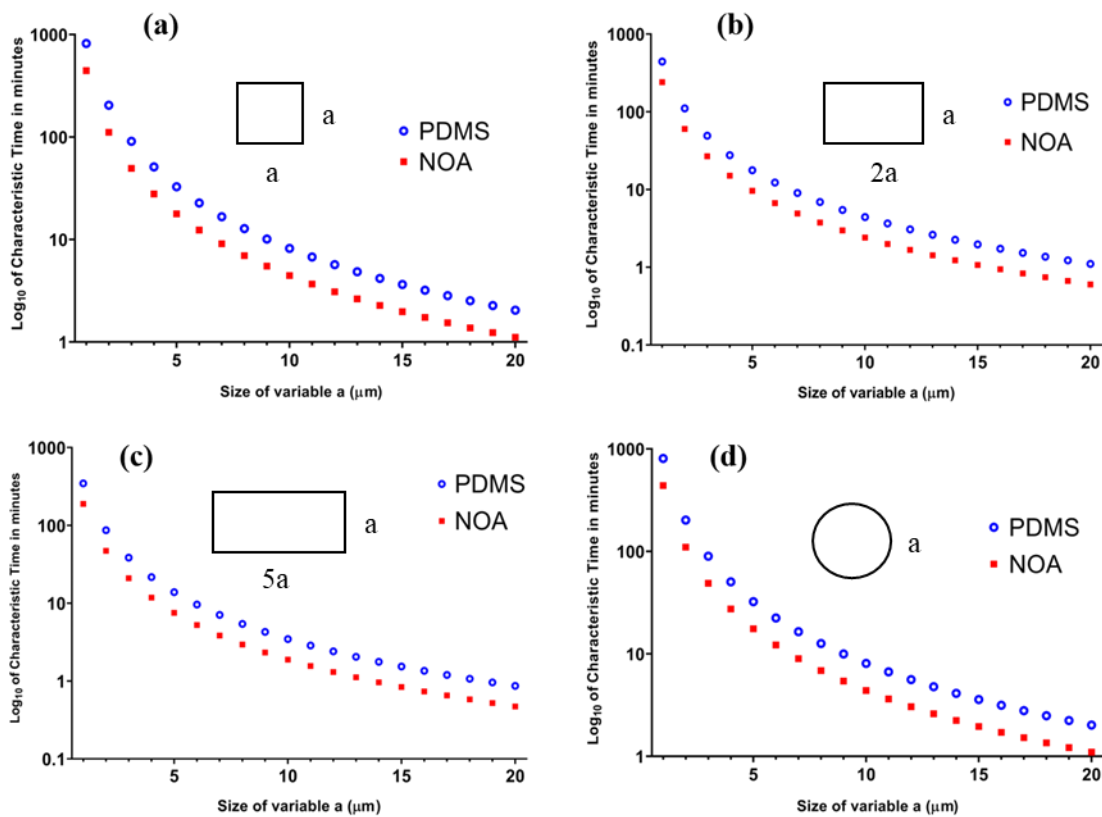 (a)
Log10 of Characteristic Time in minutes
1000
100
10
1
PDMS
NOA
a
a
5 10 15 20
Size of variable a (μm)
(b)
Log10 of Characteristic Time in minutes
1000
100
10
1
0.1
PDMS
NOA
a
2a
5 10 15 20
Size of variable a (μm)
(c)
Log10 of Characteristic Time in minutes
1000
100
10
1
0.1
PDMS
NOA
a
5a
5 10 15 20
Size of variable a (μm)
(d)
Log10 of Characteristic Time in minutes
1000
100
10
1
PDMS
NOA
a
5 10 15 20
Size of variable a (μm)